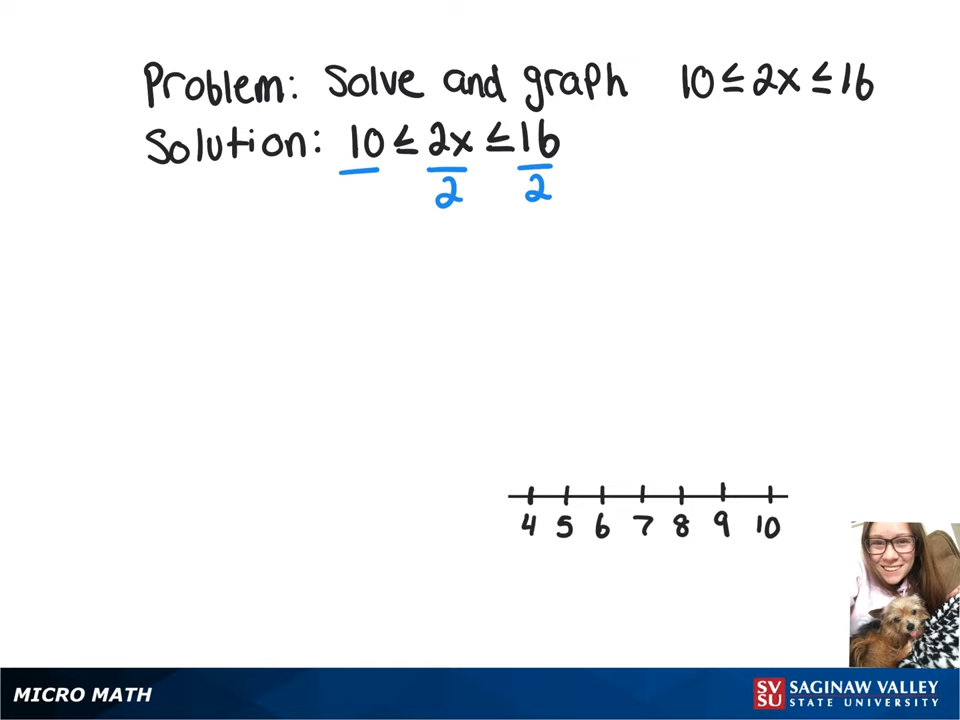 Problem: Solve and graph 10 ≤ 2x ≤ 16
Solution: 10 ≤ 2x ≤ 16
2 2
4 5 6 7 8 9 10
MICRO MATH
SV SU SAGINAW VALLEY
STATE UNIVERSITY